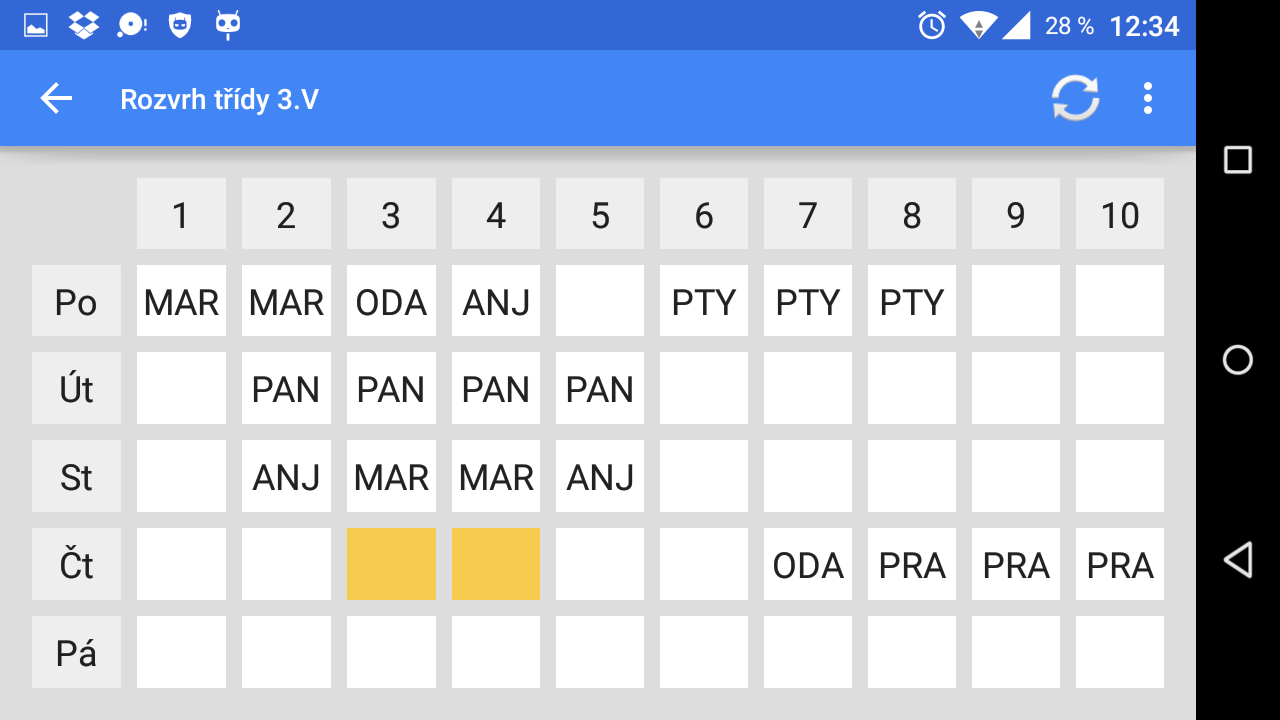 28 % 12:34
Rozvrh třídy 3.V
1 2 3 4 5 6 7 8 9 10
Po MAR MAR ODA ANJ PTY PTY PTY
Út PAN PAN PAN PAN
St ANJ MAR MAR ANJ
Čt ODA PRA PRA PRA
Pá